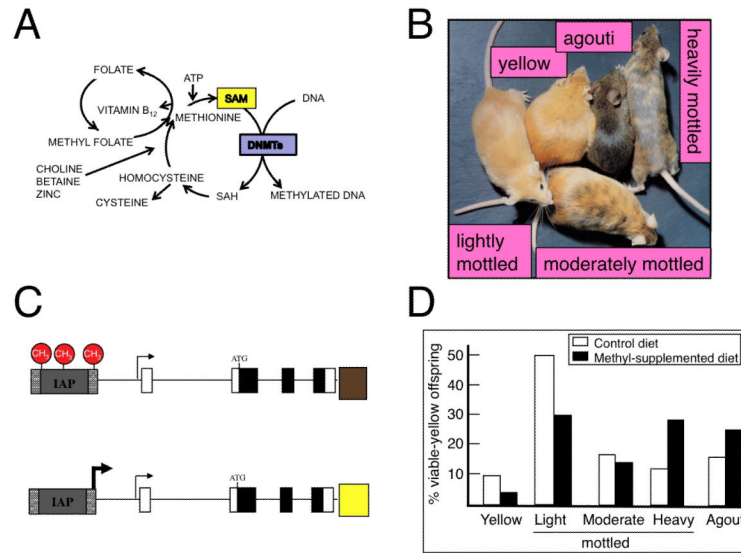 A
FOLATE
ATP
SAM
DNA
VITAMIN B12
METHIONINE
METHYL FOLATE
DNMTs
CHOLINE
BETAINE
ZINC
HOMOCYSTEINE
CYSTEINE
SAH
METHYLATED DNA
B
yellow
agouti
heavily mottled
lightly
mottled
moderately mottled
C
CH3 CH3 CH3
IAP
ATG
IAP
ATG
D
Control diet
Methyl-supplemented diet
% viable-yellow offspring
50
40
30
20
10
Yellow Light Moderate Heavy Agouti
mottled